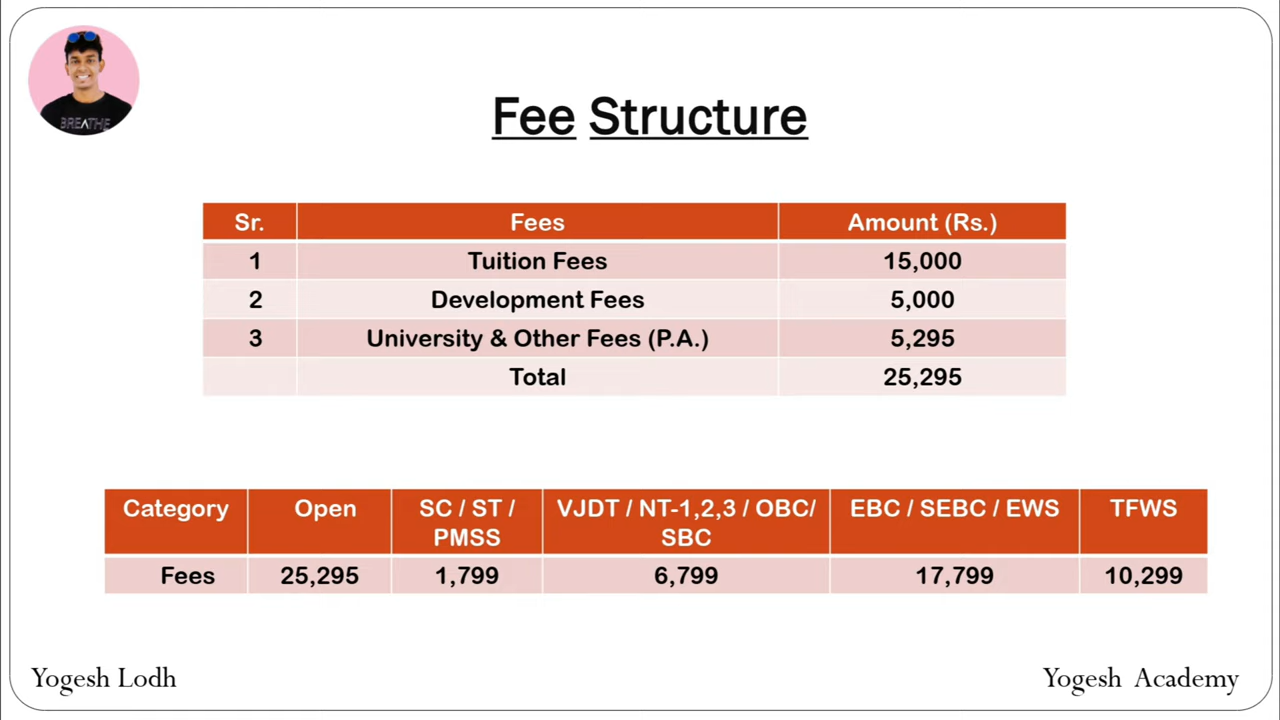 BREATHE
Fee Structure
Sr. Fees Amount (Rs.)
1 Tuition Fees 15,000
2 Development Fees 5,000
3 University & Other Fees (P.A.) 5,295
Total 25,295
Category Open SC / ST / PMSS VJDT / NT-1,2,3 / OBC/ SBC EBC / SEBC / EWS TFWS
Fees 25,295 1,799 6,799 17,799 10,299
Yogesh Lodh
Yogesh Academy